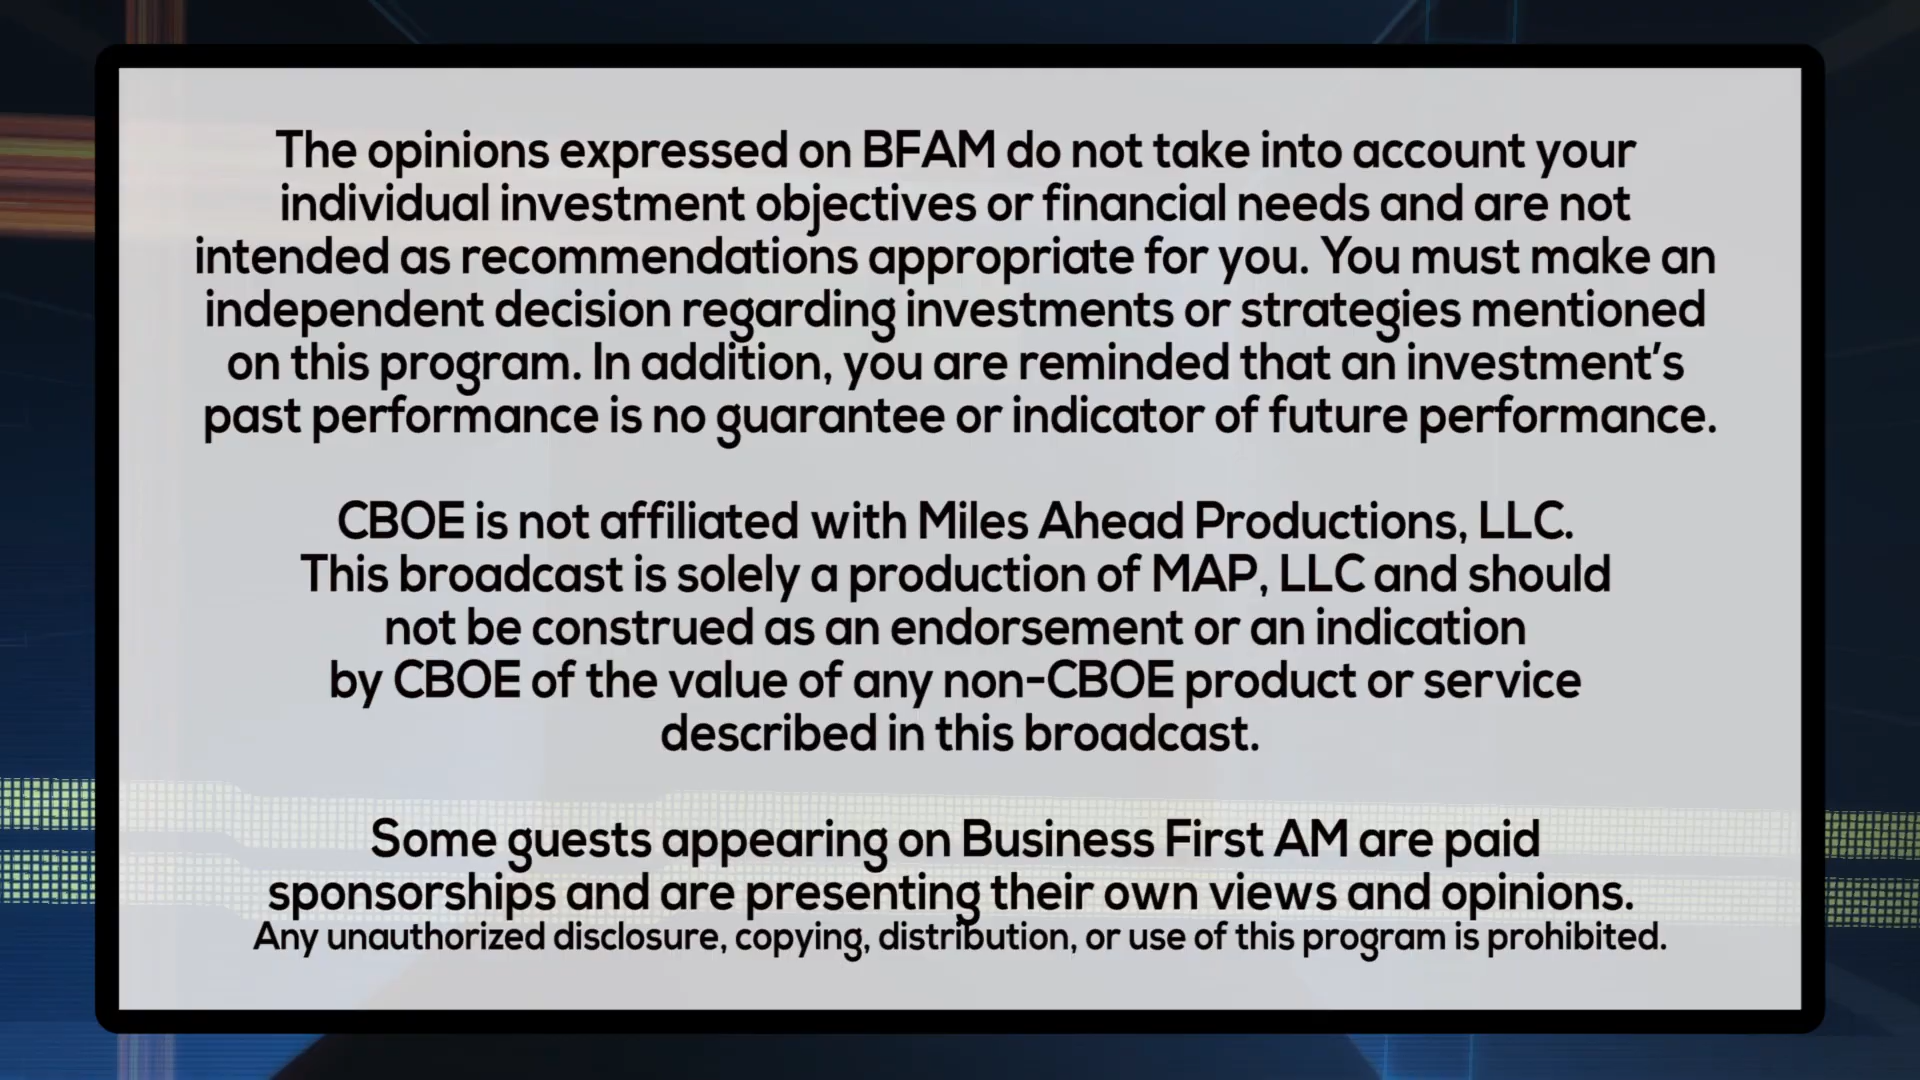 The opinions expressed on BFAM do not take into account your
individual investment objectives or financial needs and are not
intended as recommendations appropriate for you. You must make an
independent decision regarding investments or strategies mentioned
on this program. In addition, you are reminded that an investment’s
past performance is no guarantee or indicator of future performance.
CBOE is not affiliated with Miles Ahead Productions, LLC.
This broadcast is solely a production of MAP, LLC and should
not be construed as an endorsement or an indication
by CBOE of the value of any non-CBOE product or service
described in this broadcast.
Some guests appearing on Business First AM are paid
sponsorships and are presenting their own views and opinions.
Any unauthorized disclosure, copying, distribution, or use of this program is prohibited.